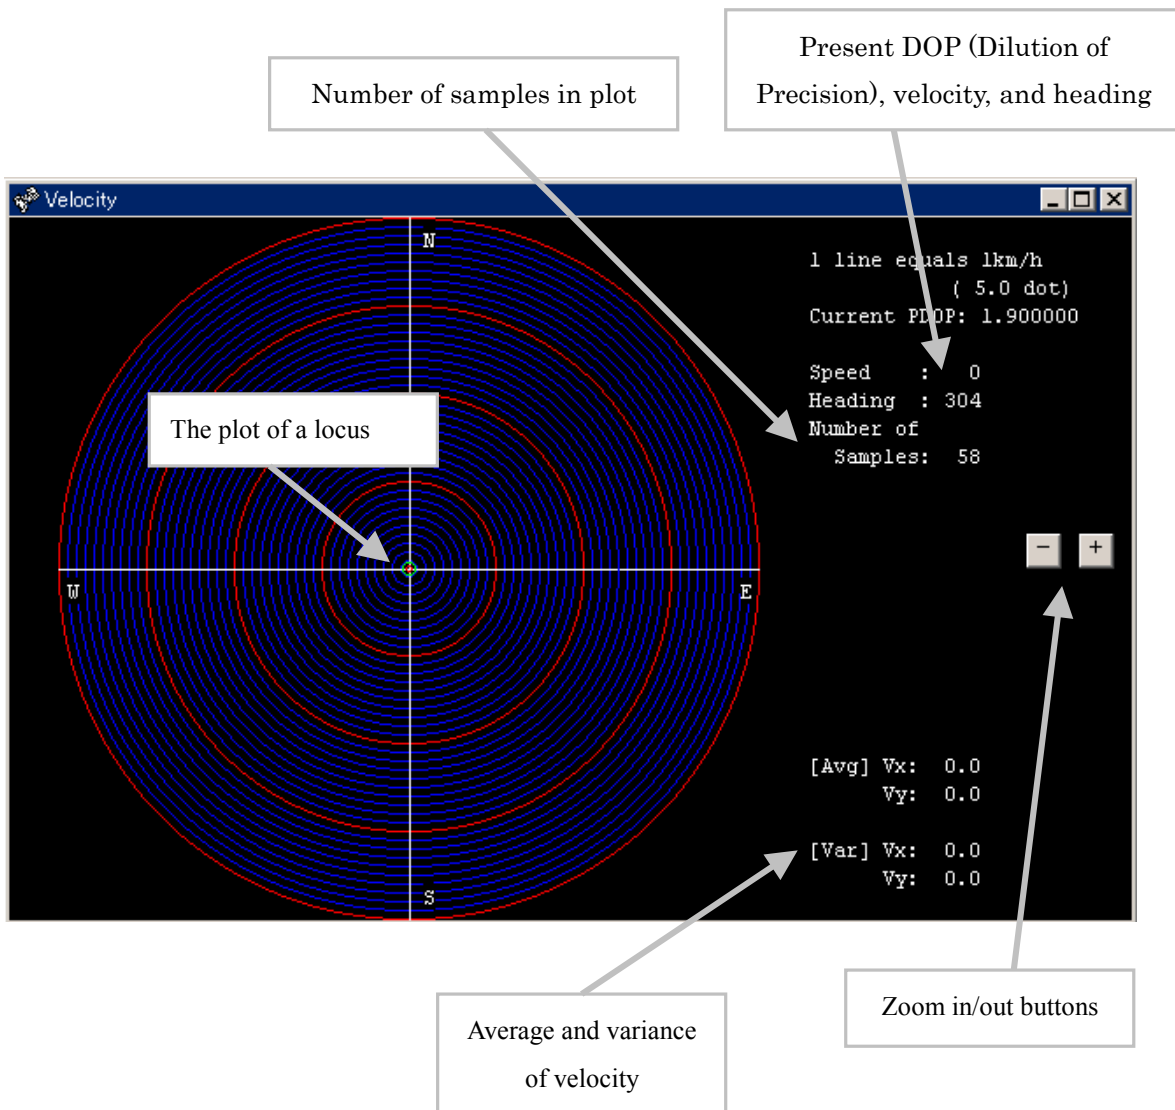 Present DOP (Dilution of
Precision), velocity, and heading
Number of samples in plot
Velocity
N
1 line equals 1km/h
( 5.0 dot)
Current PDOP: 1.900000
Speed : 0
Heading : 304
Number of
Samples: 58
The plot of a locus
− +
W
E
[Avg] Vx: 0.0
Vy: 0.0
[Var] Vx: 0.0
Vy: 0.0
S
Zoom in/out buttons
Average and variance
of velocity